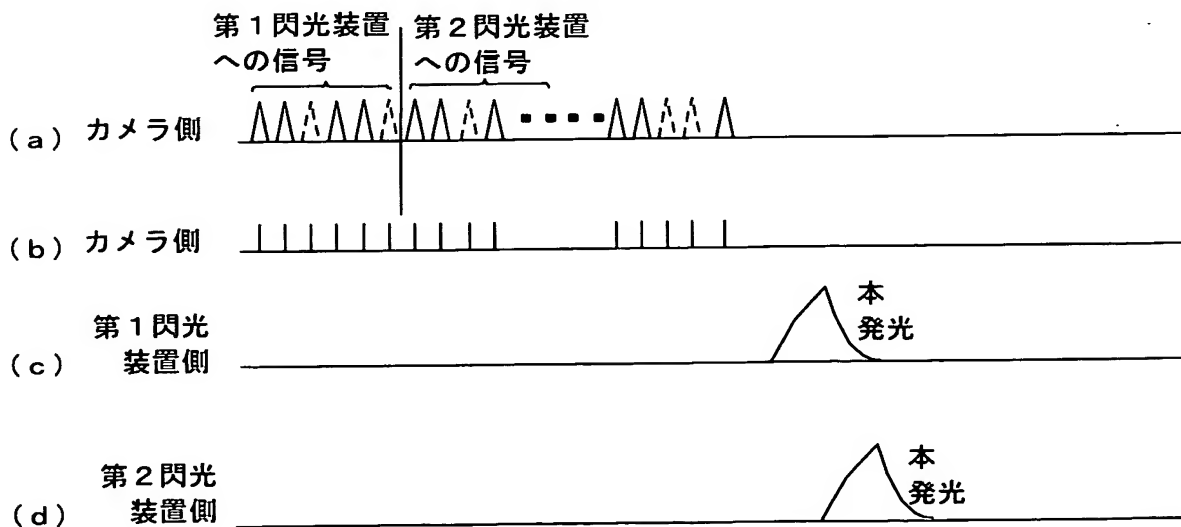 第1閃光装置
への信号
第2閃光装置
への信号
(a) カメラ側
(b) カメラ側
本
発光
第1閃光
(c) 装置側
本
発光
第2閃光
(d) 装置側